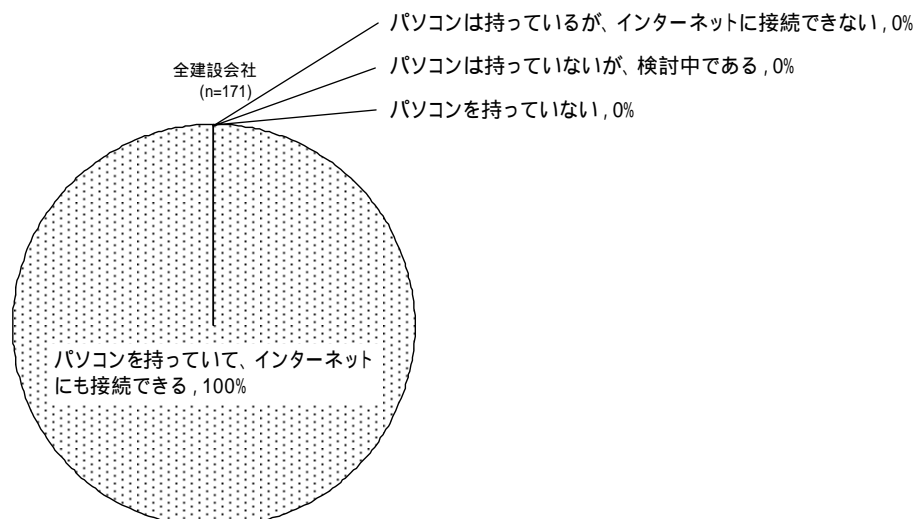 パソコンは持っているが、インターネットに接続できない, 0%
全建設会社
(n=171)
パソコンは持っていないが、検討中である, 0%
パソコンを持っていない, 0%
パソコンを持っていて、インターネット
にも接続できる, 100%